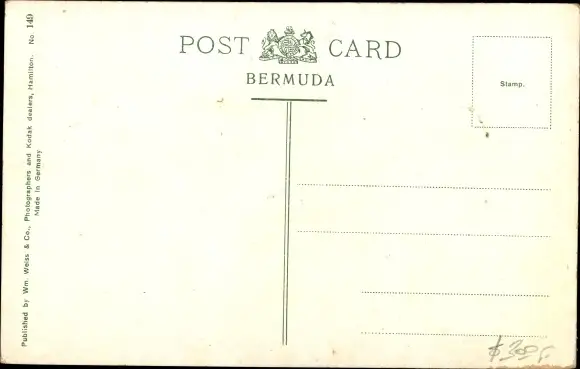 POST CARD
BERMUDA
Stamp.
Published by Wm. Weiss & Co., Photographers and Kodak dealers, Hamilton. No 149
Made in Germany